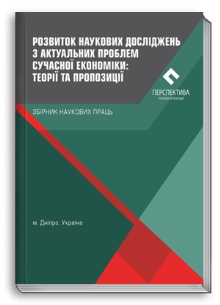 РОЗВИТОК НАУКОВИХ ДОСЛІДЖЕНЬ
З АКТУАЛЬНИХ ПРОБЛЕМ
СУЧАСНОЇ ЕКОНОМІКИ:
ТЕОРІЇ ТА ПРОПОЗИЦІЇ
ПЕРСПЕКТИВА
ЗБІРНИК НАУКОВИХ ПРАЦЬ
м. Дніпро, Україна